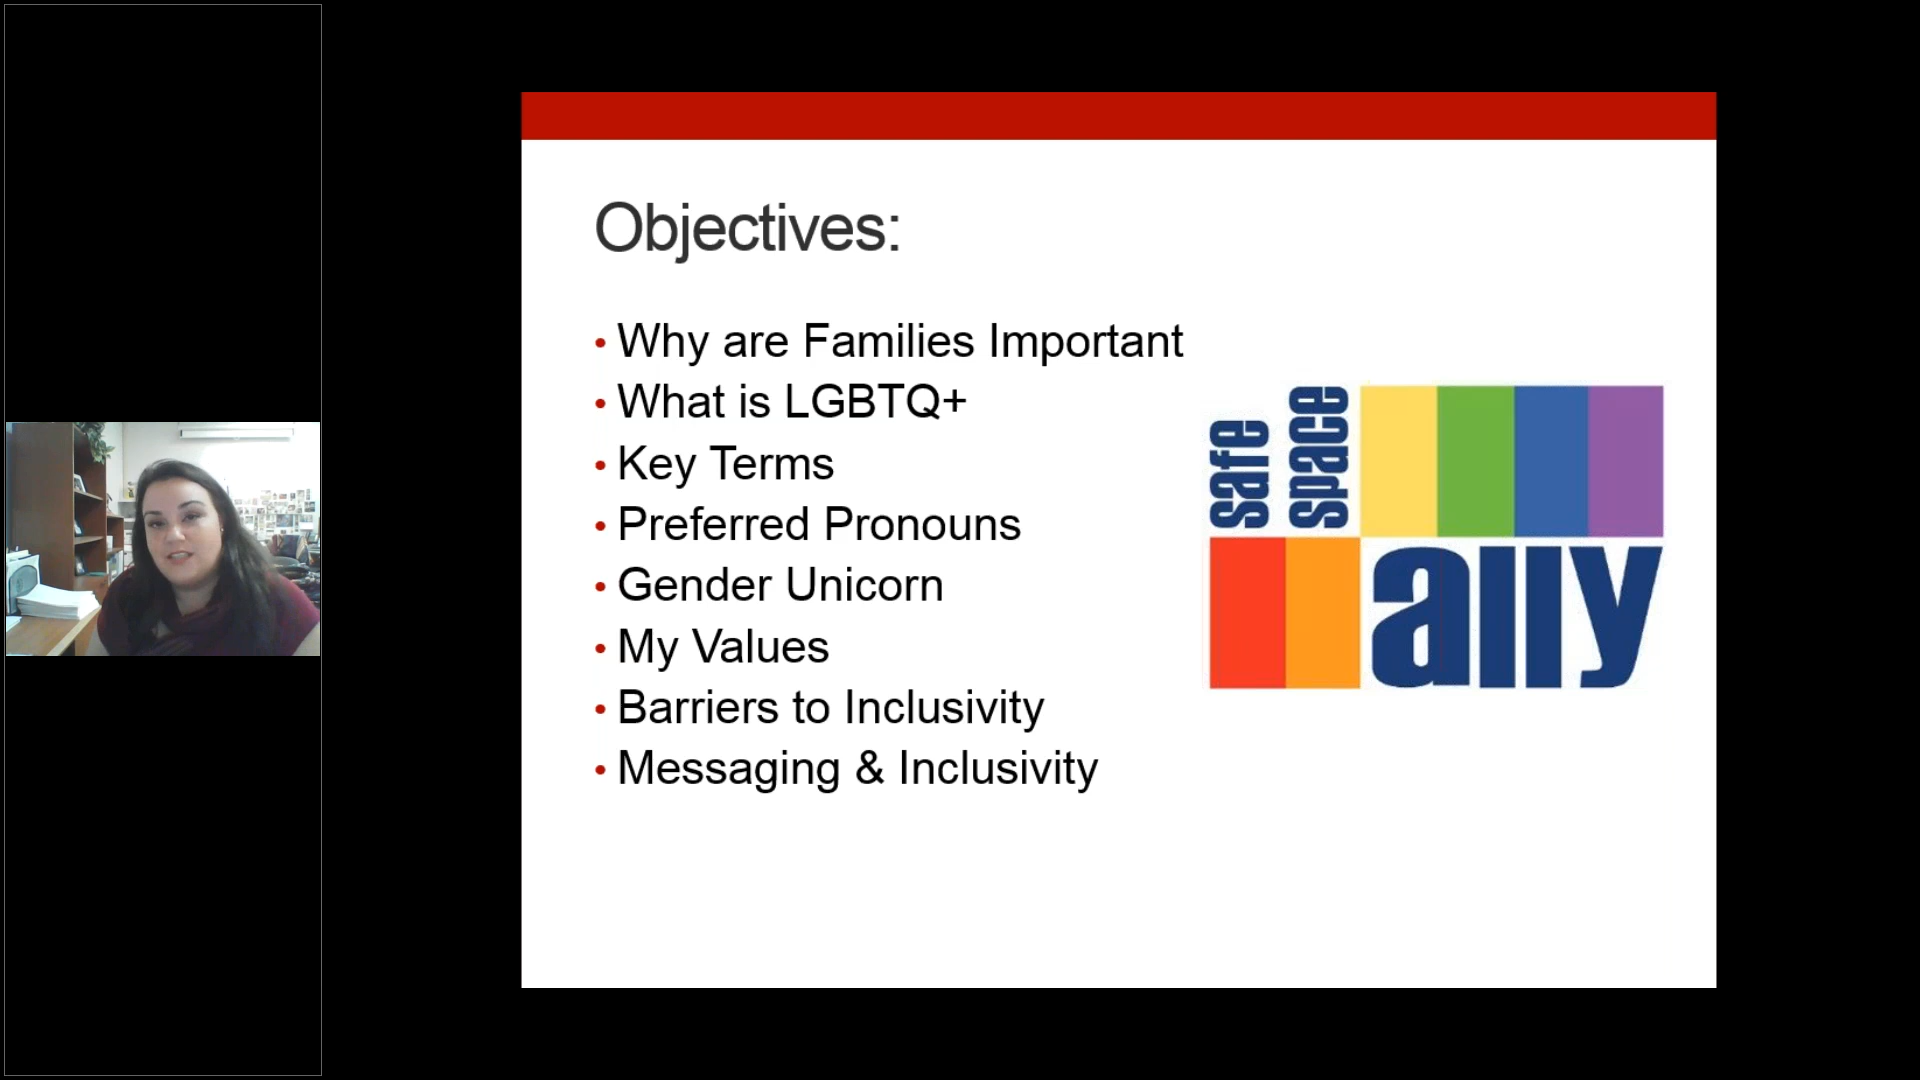 Objectives:
• Why are Families Important
• What is LGBTQ+
• Key Terms
• Preferred Pronouns
• Gender Unicorn
• My Values
• Barriers to Inclusivity
• Messaging & Inclusivity
safe
space
ally